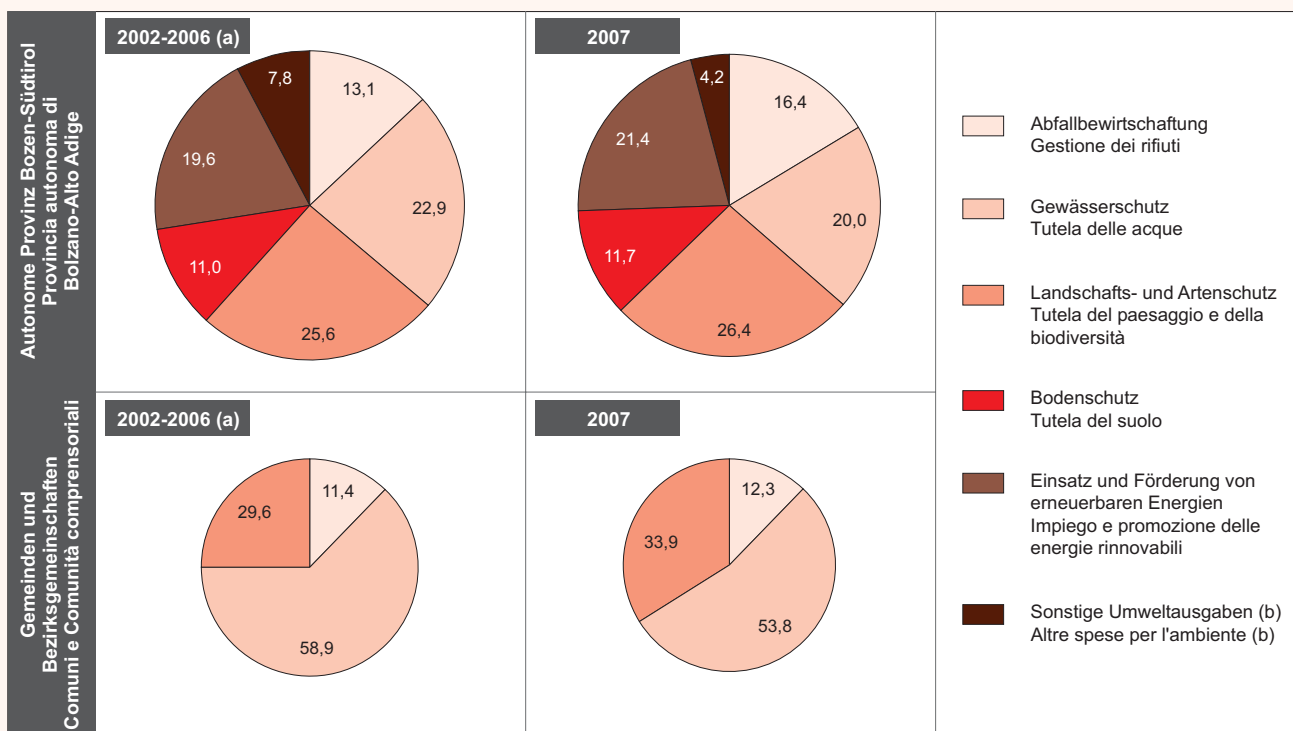 Autonome Provinz Bozen-Südtirol
Provincia autonoma di
Bolzano-Alto Adige
2002-2006 (a)
7,8
13,1
19,6
22,9
11,0
25,6
2007
4,2
16,4
21,4
20,0
11,7
26,4
Gemeinden und
Bezirksgemeinschaften
Comuni e Comunità comprensoriali
2002-2006 (a)
11,4
29,6
58,9
2007
12,3
33,9
53,8
Abfallbewirtschaftung
Gestione dei rifiuti
Gewässerschutz
Tutela delle acque
Landschafts- und Artenschutz
Tutela del paesaggio e della
biodiversità
Bodenschutz
Tutela del suolo
Einsatz und Förderung von
erneuerbaren Energien
Impiego e promozione delle
energie rinnovabili
Sonstige Umweltausgaben (b)
Altre spese per l'ambiente (b)